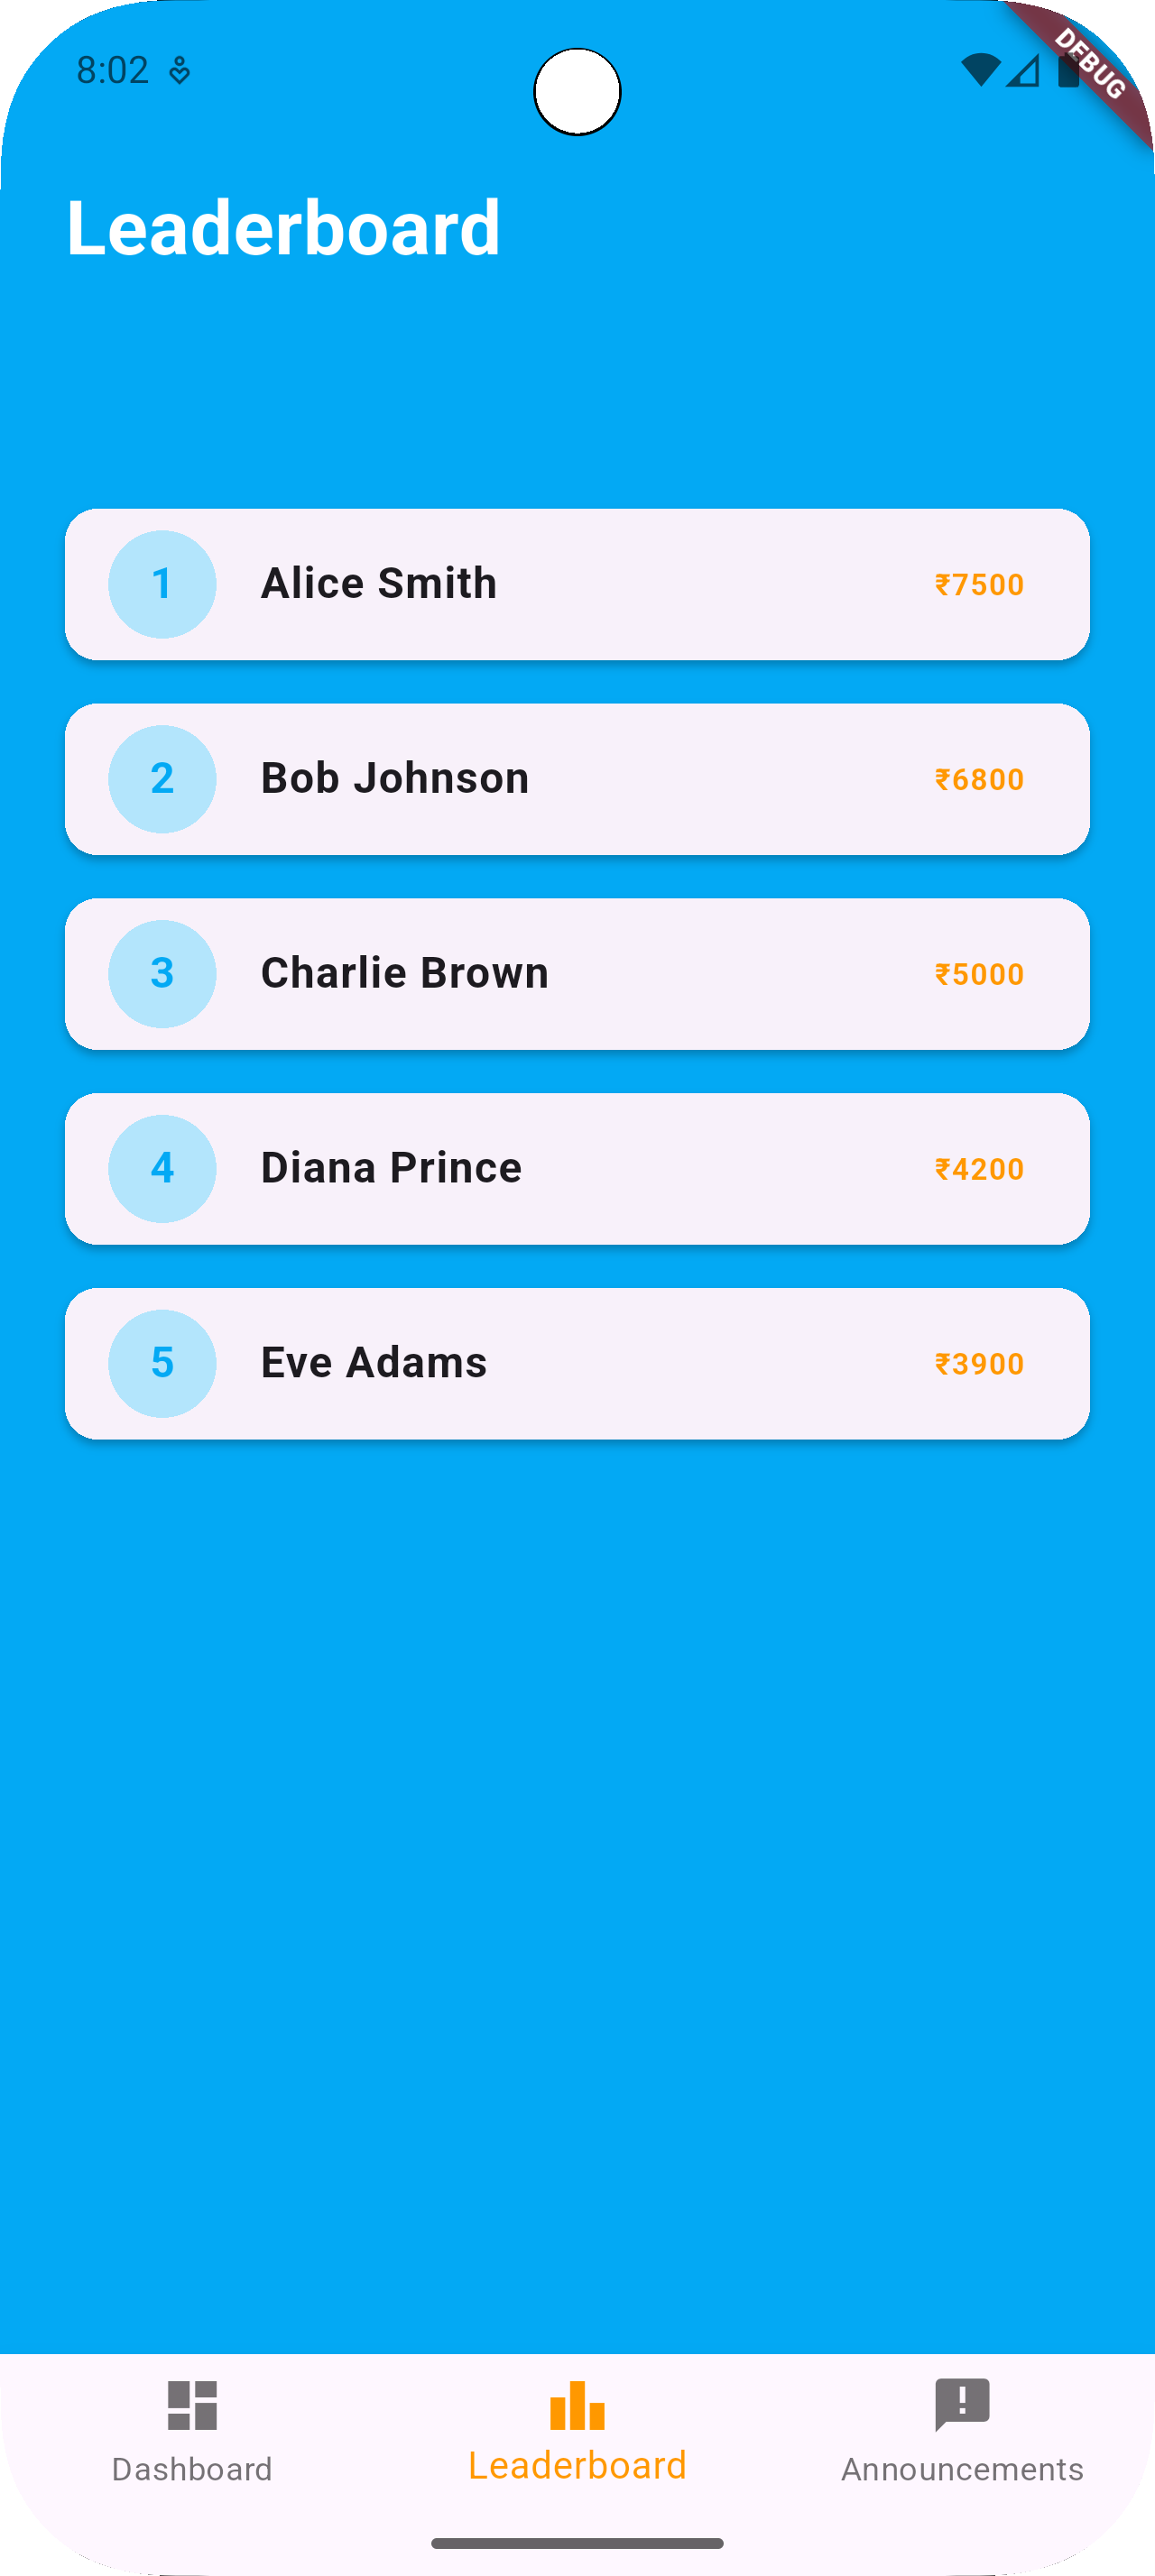 8:02
DEBUG
Leaderboard
1 Alice Smith ₹7500
2 Bob Johnson ₹6800
3 Charlie Brown ₹5000
4 Diana Prince ₹4200
5 Eve Adams ₹3900
Dashboard Leaderboard Announcements